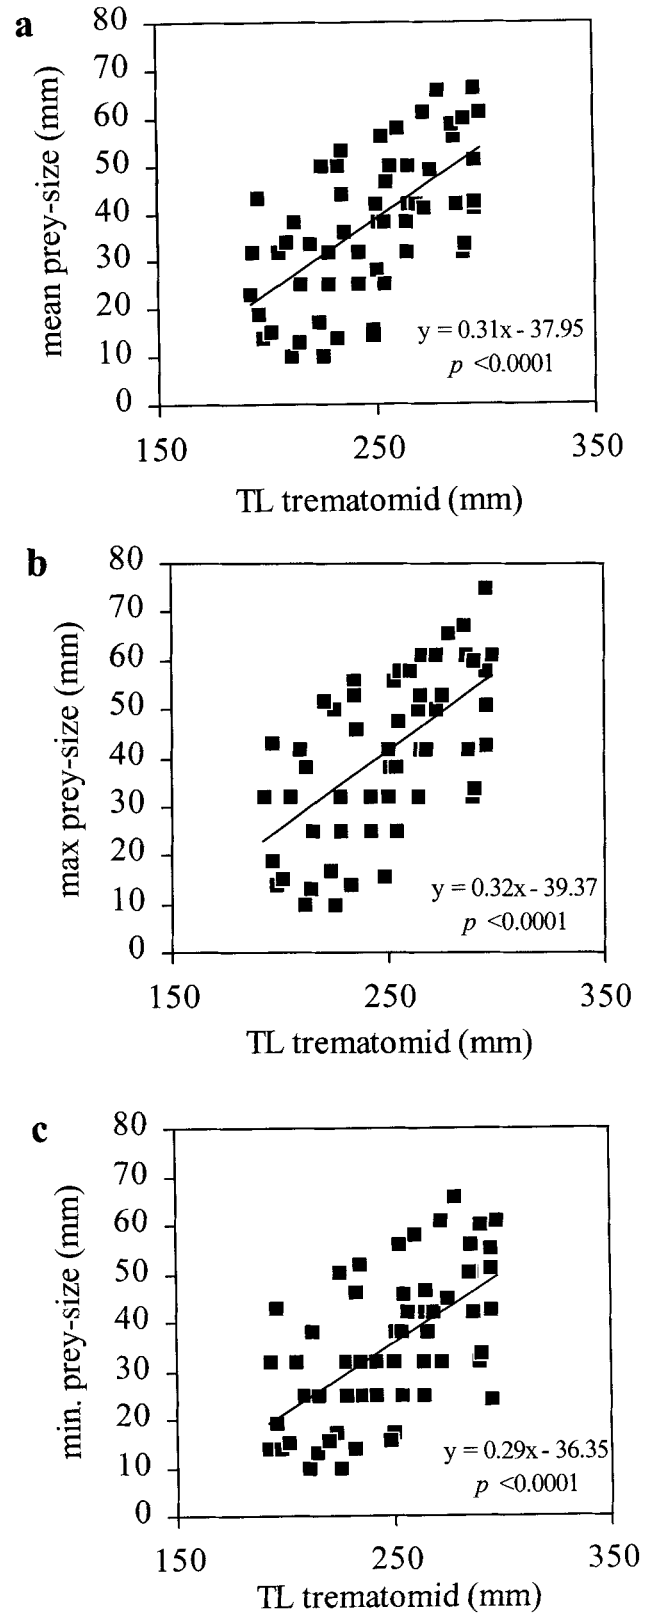 a
80
70
60
50
40
30
20
10
0
mean prey-size (mm)
y = 0.31x - 37.95
p <0.0001
150 250 350
TL trematomid (mm)
b
80
70
60
50
40
30
20
10
0
max prey-size (mm)
y = 0.32x - 39.37
p <0.0001
150 250 350
TL trematomid (mm)
c
80
70
60
50
40
30
20
10
0
min. prey-size (mm)
y = 0.29x - 36.35
p <0.0001
150 250 350
TL trematomid (mm)